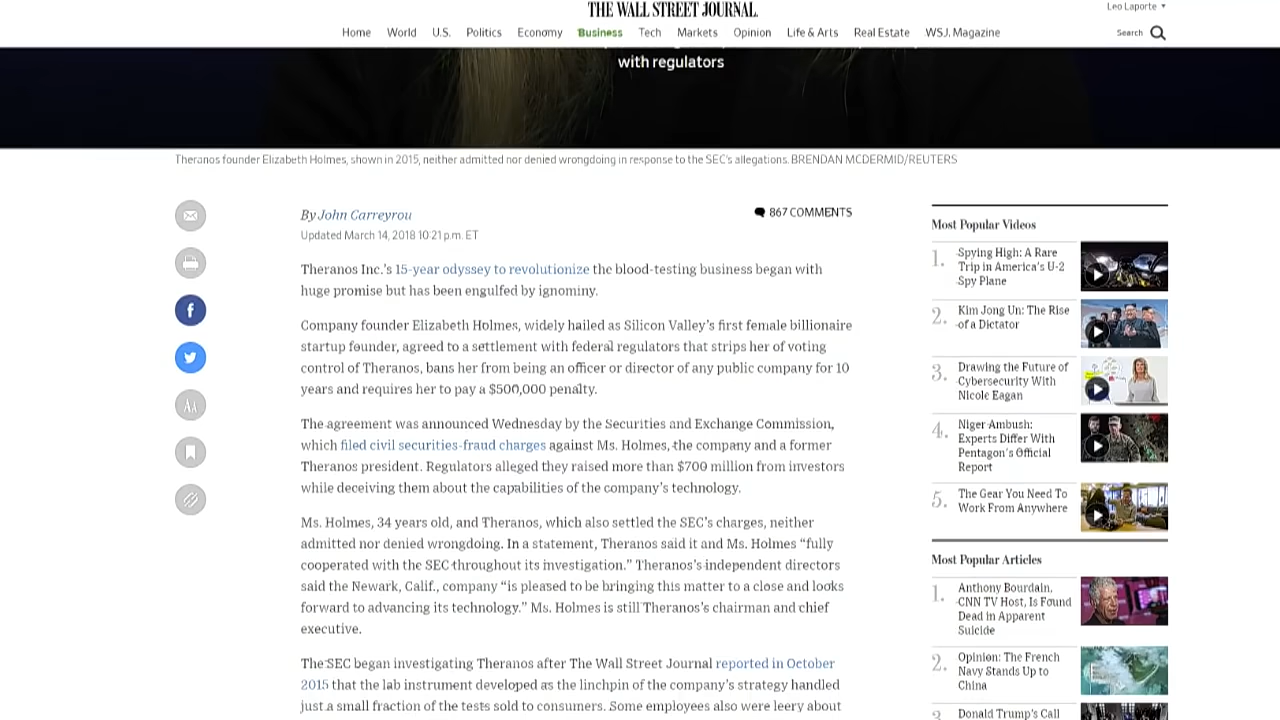 THE WALL STREET JOURNAL.
Leo Laporte
Home World U.S. Politics Economy Business Tech Markets Opinion Life & Arts Real Estate WSJ. Magazine
Search
with regulators
Theranos founder Elizabeth Holmes, shown in 2015, neither admitted nor denied wrongdoing in response to the SEC's allegations. BRENDAN MCDERMID/REUTERS
By John Carreyrou
Updated March 14, 2018 10:21 p.m. ET
867 COMMENTS
Theranos Inc.'s 15-year odyssey to revolutionize the blood-testing business began with
huge promise but has been engulfed by ignominy.
Company founder Elizabeth Holmes, widely hailed as Silicon Valley's first female billionaire
startup founder, agreed to a settlement with federal regulators that strips her of voting
control of Theranos, bans her from being an officer or director of any public company for 10
years and requires her to pay a $500,000 penalty.
The agreement was announced Wednesday by the Securities and Exchange Commission,
which filed civil securities-fraud charges against Ms. Holmes, the company and a former
Theranos president. Regulators alleged they raised more than $700 million from investors
while deceiving them about the capabilities of the company's technology.
Ms. Holmes, 34 years old, and Theranos, which also settled the SEC's charges, neither
admitted nor denied wrongdoing. In a statement, Theranos said it and Ms. Holmes "fully
cooperated with the SEC throughout its investigation." Theranos's independent directors
said the Newark, Calif., company "is pleased to be bringing this matter to a close and looks
forward to advancing its technology." Ms. Holmes is still Theranos's chairman and chief
executive.
The SEC began investigating Theranos after The Wall Street Journal reported in October
2015 that the lab instrument developed as the linchpin of the company's strategy handled
just a small fraction of the tests sold to consumers. Some employees also were leery about
Most Popular Videos
1. Spying High: A Rare
Trip in America's U-2
Spy Plane
2. Kim Jong Un: The Rise
of a Dictator
3. Drawing the Future of
Cybersecurity With
Nicole Eagan
4. Niger Ambush:
Experts Differ With
Pentagon's Official
Report
5. The Gear You Need To
Work From Anywhere
Most Popular Articles
1. Anthony Bourdain,
CNN TV Host, Is Found
Dead in Apparent
Suicide
2. Opinion: The French
Navy Stands Up to
China
3. Donald Trump's Call